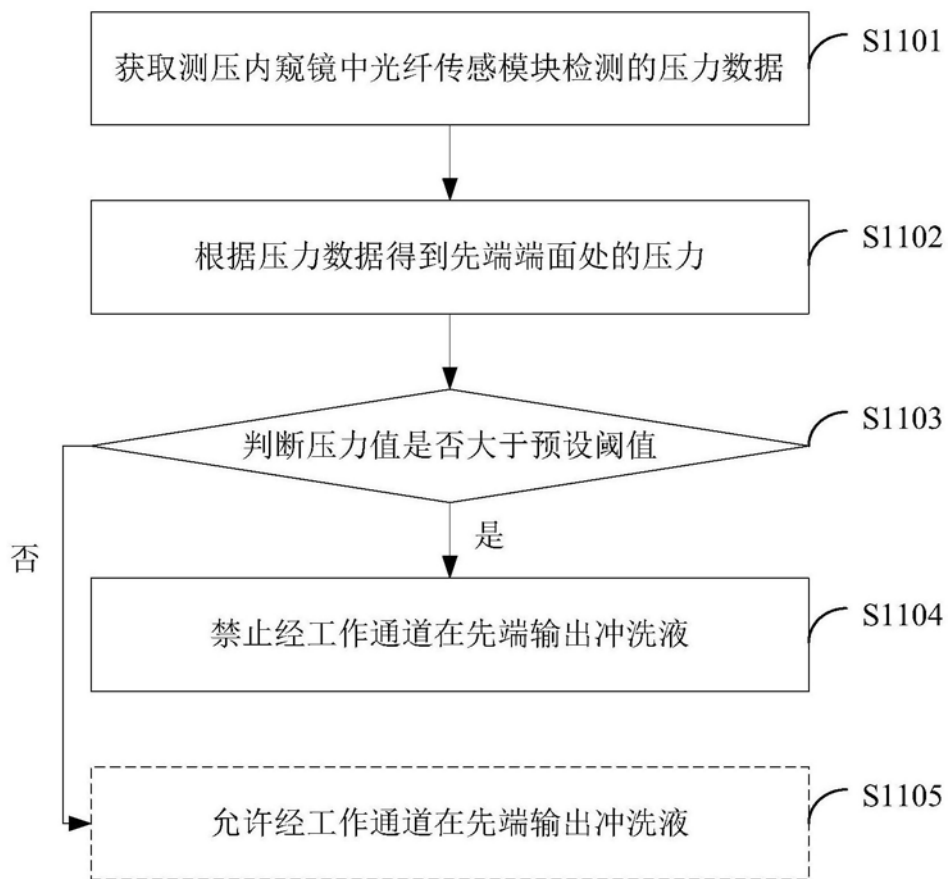 获取测压内窥镜中光纤传感模块检测的压力数据
S1101
根据压力数据得到先端端面处的压力
S1102
判断压力值是否大于预设阈值
S1103
是
否
禁止经工作通道在先端输出冲洗液
S1104
允许经工作通道在先端输出冲洗液
S1105